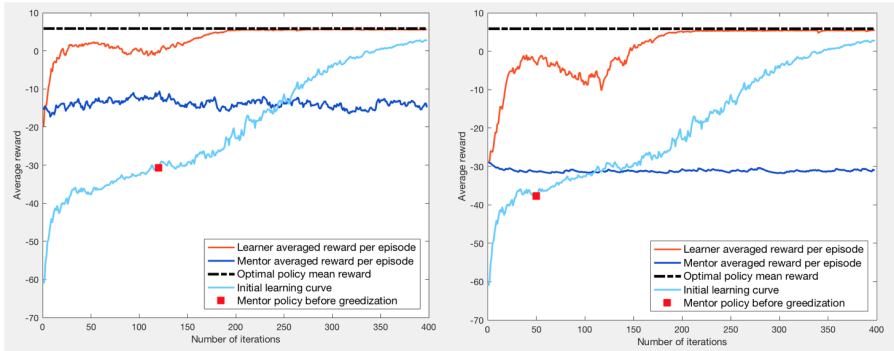 10
0
-10
-20
-30
-40
-50
-60
-70
Average reward
0
50
100
150
200
250
300
350
400
Number of iterations
Learner averaged reward per episode
Mentor averaged reward per episode
Optimal policy mean reward
Initial learning curve
Mentor policy before greedization
10
0
-10
-20
-30
-40
-50
-60
-70
Average reward
0
50
100
150
200
250
300
350
400
Number of iterations
Learner averaged reward per episode
Mentor averaged reward per episode
Optimal policy mean reward
Initial learning curve
Mentor policy before greedization